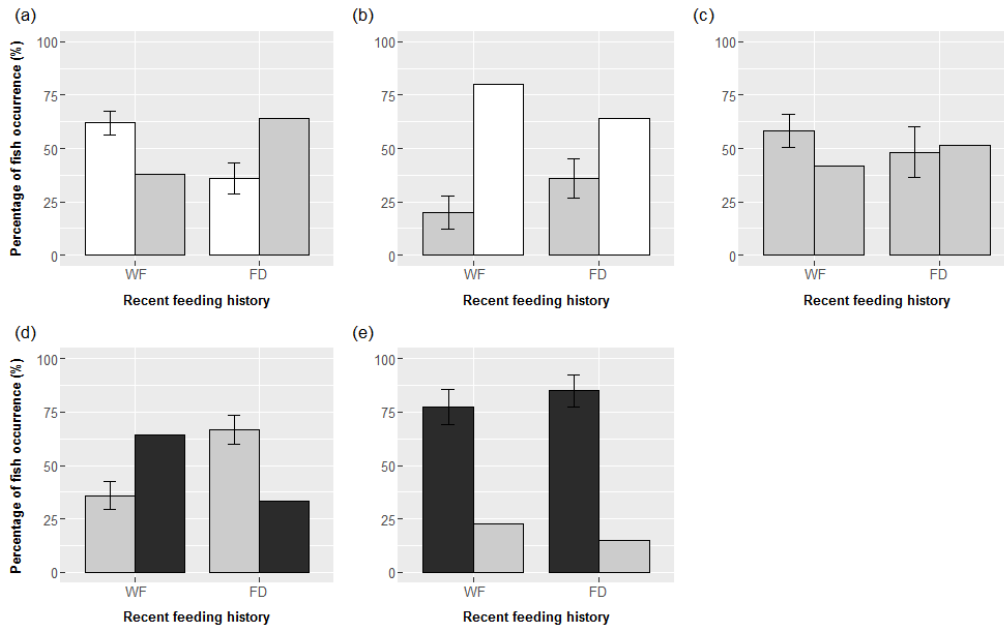 (a)
(b)
(c)
Percentage of fish occurrence (%)
100
75
50
25
0
WF
FD
Recent feeding history
100
75
50
25
0
WF
FD
Recent feeding history
100
75
50
25
0
WF
FD
Recent feeding history
(d)
(e)
Percentage of fish occurrence (%)
100
75
50
25
0
WF
FD
Recent feeding history
100
75
50
25
0
WF
FD
Recent feeding history